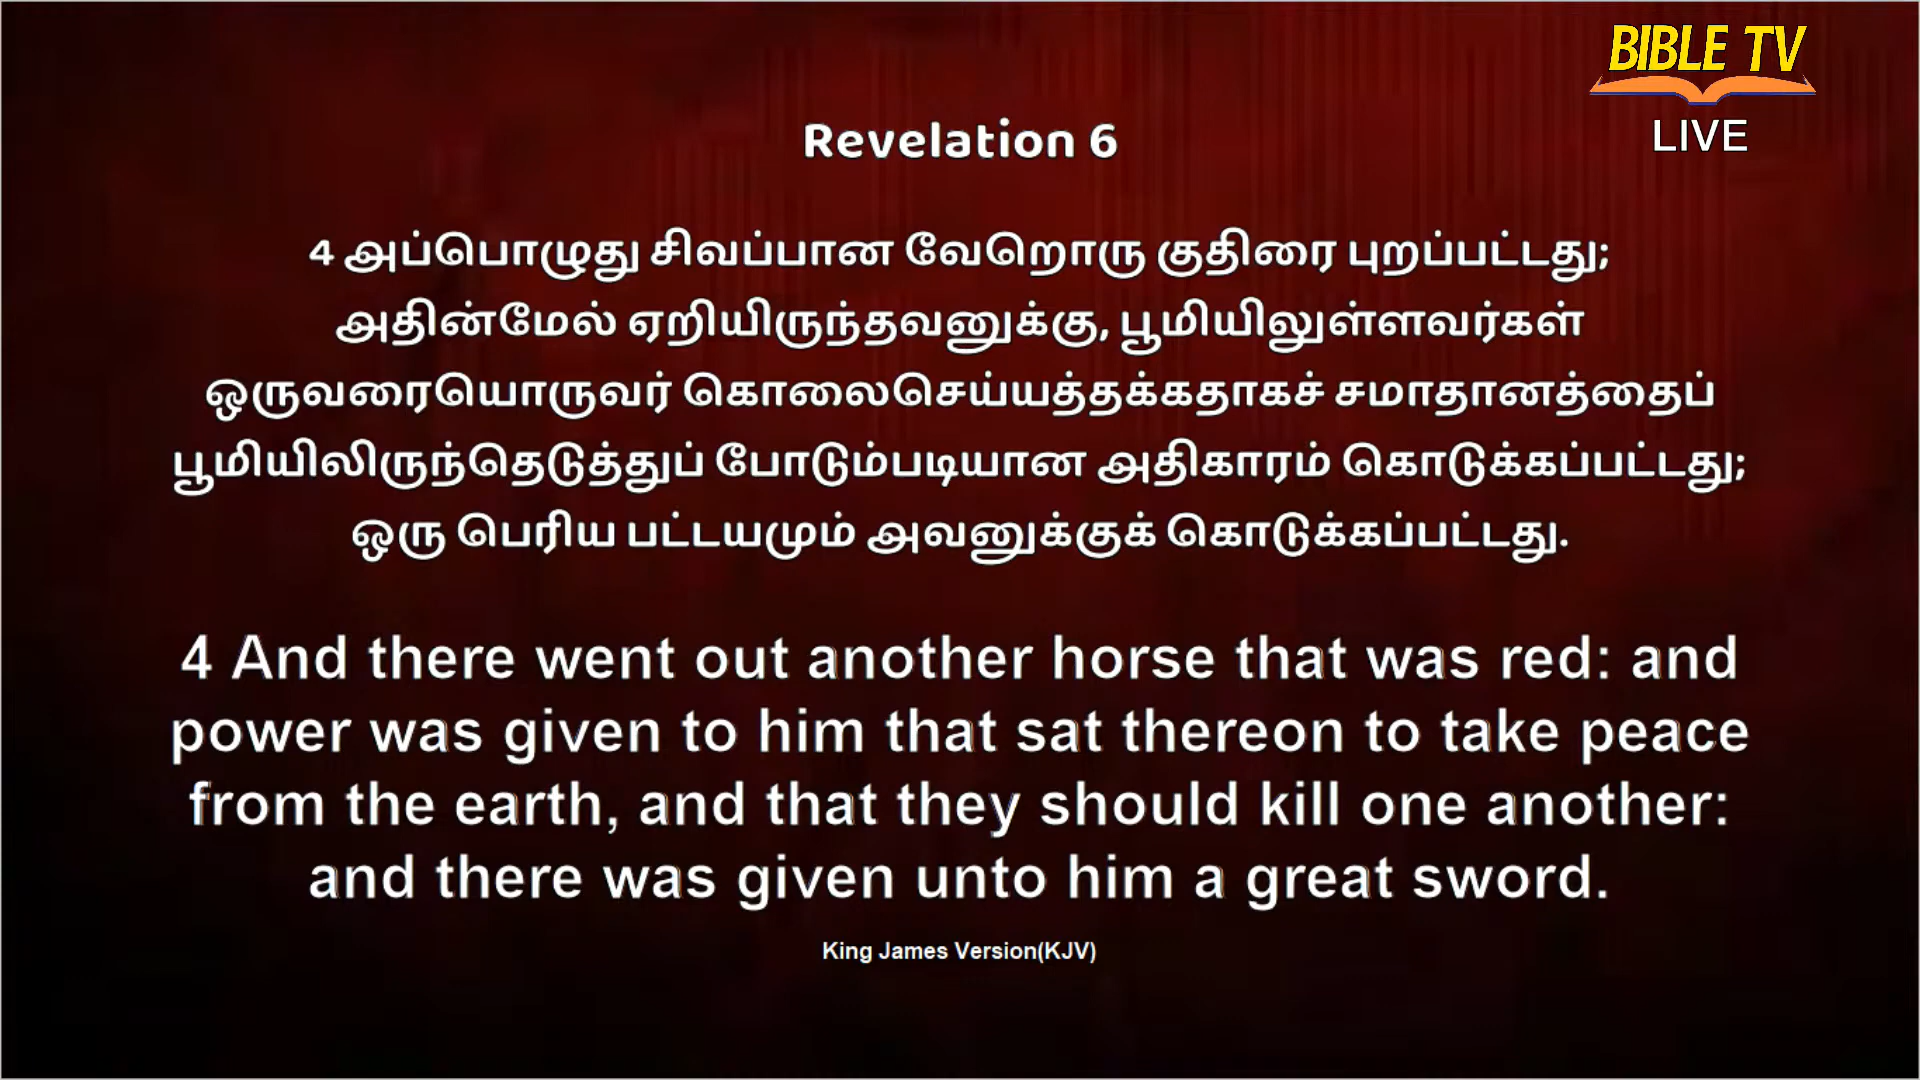 BIBLE TV
LIVE
Revelation 6
4 அப்பொழுது சிவப்பான வேறொரு குதிரை புறப்பட்டது;
அதின்மேல் ஏறியிருந்தவனுக்கு, பூமியிலுள்ளவர்கள்
ஒருவரையொருவர் கொலைசெய்யத்தக்கதாகச் சமாதானத்தைப்
பூமியிலிருந்தெடுத்துப் போடும்படியான அதிகாரம் கொடுக்கப்பட்டது;
ஒரு பெரிய பட்டயமும் அவனுக்குக் கொடுக்கப்பட்டது.
4 And there went out another horse that was red: and
power was given to him that sat thereon to take peace
from the earth, and that they should kill one another:
and there was given unto him a great sword.
King James Version(KJV)